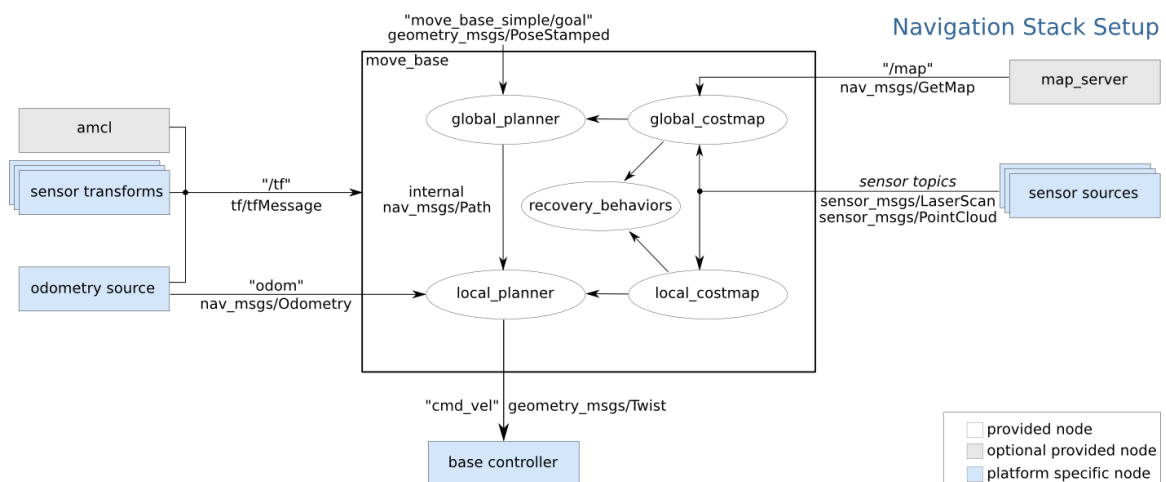 Navigation Stack Setup
"move_base_simple/goal"
geometry_msgs/PoseStamped
move_base
"/map"
nav_msgs/GetMap
map_server
amcl
global_planner
global_costmap
sensor transforms
"/tf"
tf/tfMessage
internal
nav_msgs/Path
recovery_behaviors
sensor topics
sensor_msgs/LaserScan
sensor_msgs/PointCloud
sensor sources
odometry source
"odom"
nav_msgs/Odometry
local_planner
local_costmap
"cmd_vel"
geometry_msgs/Twist
base controller
provided node
optional provided node
platform specific node